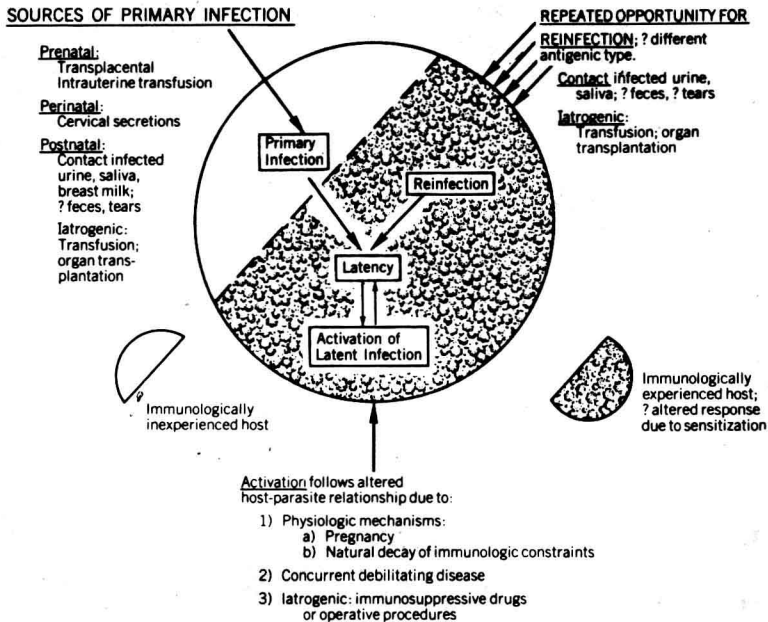 SOURCES OF PRIMARY INFECTION
Prenatal:
Transplacental
Intrauterine transfusion
Perinatal:
Cervical secretions
Postnatal:
Contact infected
urine, saliva,
breast milk;
? feces, tears
Iatrogenic:
Transfusion;
organ trans-
plantation
REPEATED OPPORTUNITY FOR
REINFECTION; ? different
antigenic type.
Contact infected urine,
saliva; ? feces, ? tears
Iatrogenic:
Transfusion; organ
transplantation
Primary
Infection
Reinfection
Latency
Activation of
Latent Infection
Immunologically
inexperienced host
Immunologically
experienced host;
? altered response
due to sensitization
Activation follows altered
host-parasite relationship due to:
1) Physiologic mechanisms:
a) Pregnancy
b) Natural decay of immunologic constraints
2) Concurrent debilitating disease
3) Iatrogenic: immunosuppressive drugs
or operative procedures